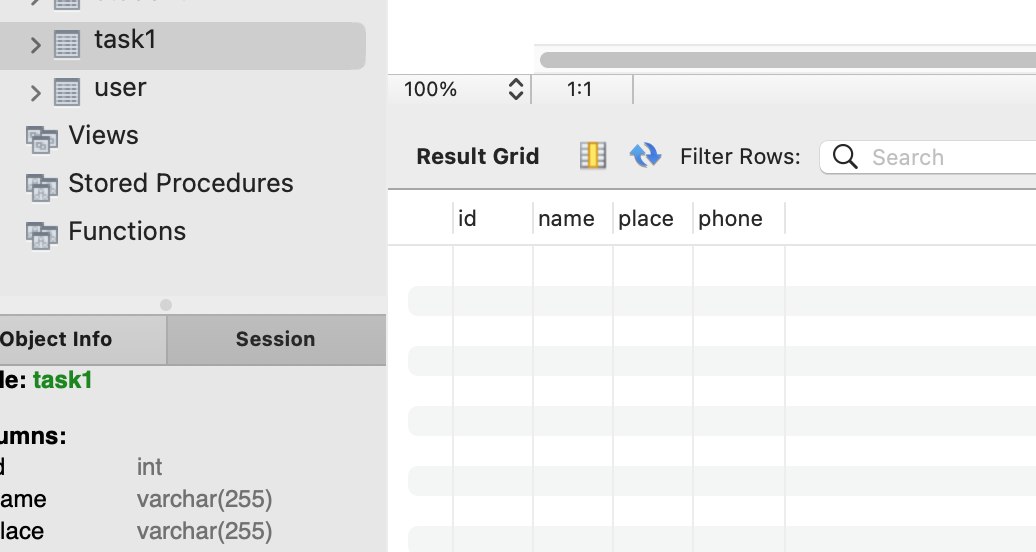 task1
user
Views
Stored Procedures
Functions
Object Info
Session
le: task1
umns:
d int
ame varchar(255)
lace varchar(255)
100%
1:1
Result Grid
Filter Rows:
Search
id
name
place
phone